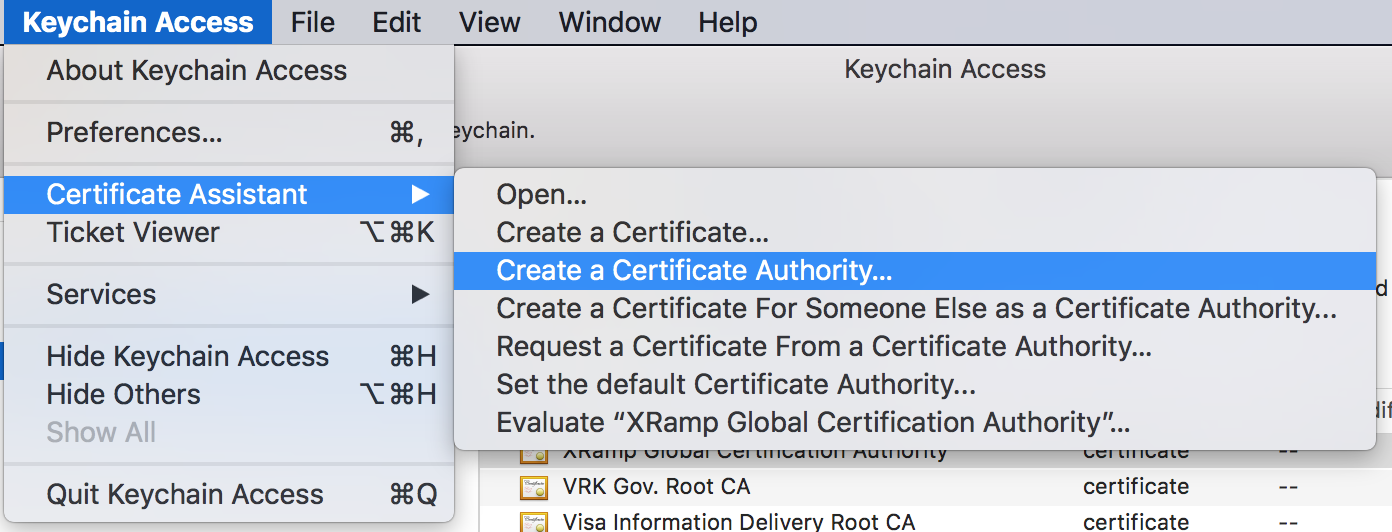 Keychain Access File Edit View Window Help
About Keychain Access
Keychain Access
Preferences... ⌘,
eychain.
Certificate Assistant ▶
Open...
Ticket Viewer ⌥⌘K
Create a Certificate...
Create a Certificate Authority...
Services ▶
Create a Certificate For Someone Else as a Certificate Authority...
Hide Keychain Access ⌘H
Request a Certificate From a Certificate Authority...
Hide Others ⌥⌘H
Set the default Certificate Authority...
Show All
Evaluate “XRamp Global Certification Authority”...
XRamp Global Certification Authority certificate --
Quit Keychain Access ⌘Q
VRK Gov. Root CA certificate --
Visa Information Delivery Root CA certificate --